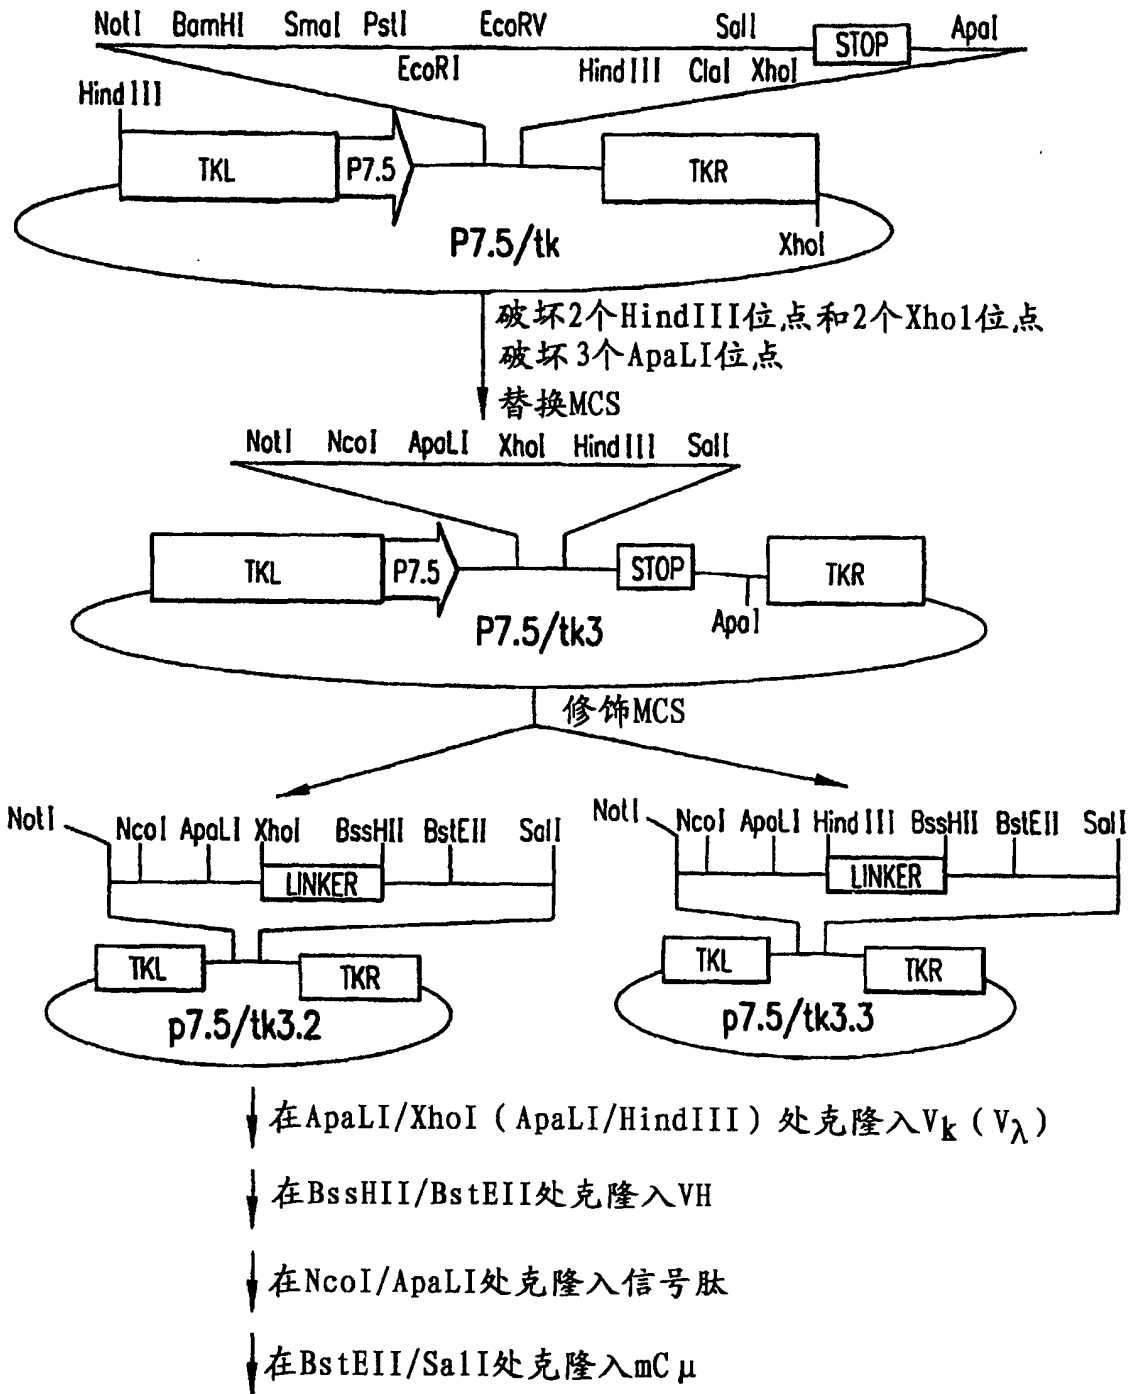 NotI BamHI SmaI PstI EcoRV SalI STOP ApaI
EcoRI HindIII ClaI XhoI
HindIII
TKL P7.5 TKR
XhoI
P7.5/tk
破坏2个HindIII位点和2个Xho1位点
破坏3个ApaLI位点
替换MCS
NotI NcoI ApaLI XhoI HindIII SalI
TKL P7.5 STOP TKR
ApaI
P7.5/tk3
修饰MCS
NotI NcoI ApaLI XhoI BssHII BstEII SalI
LINKER
TKL TKR
p7.5/tk3.2
NotI NcoI ApaLI HindIII BssHII BstEII SalI
LINKER
TKL TKR
p7.5/tk3.3
在ApaLI/XhoI(ApaLI/HindIII)处克隆入Vk(Vλ)
在BssHII/BstEII处克隆入VH
在NcoI/ApaLI处克隆入信号肽
在BstEII/SalI处克隆入mCμ